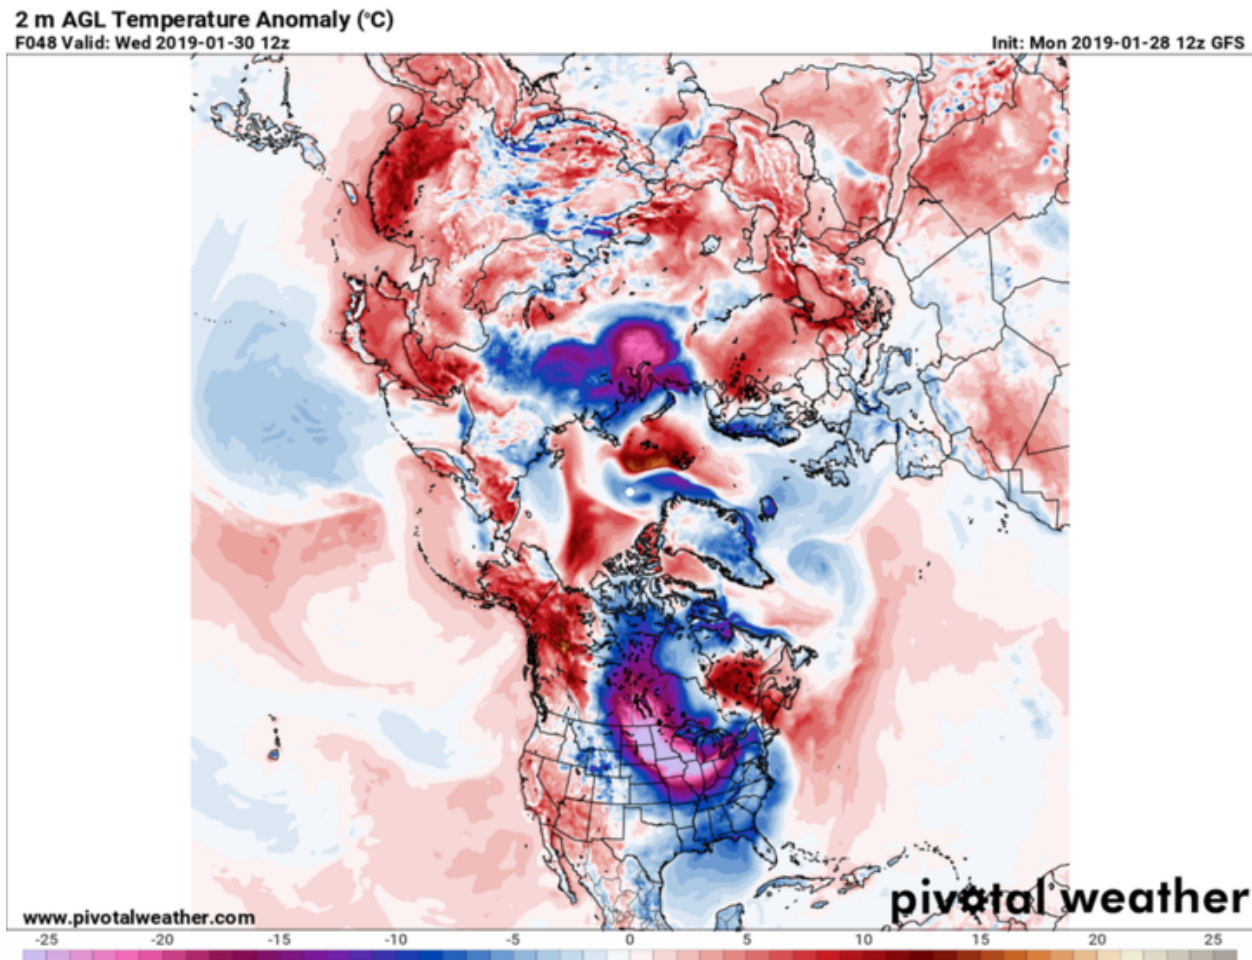 2 m AGL Temperature Anomaly (°C)
F048 Valid: Wed 2019-01-30 12z
Init: Mon 2019-01-28 12z GFS
pivotal weather
www.pivotalweather.com
-25 -20 -15 -10 -5 0 5 10 15 20 25